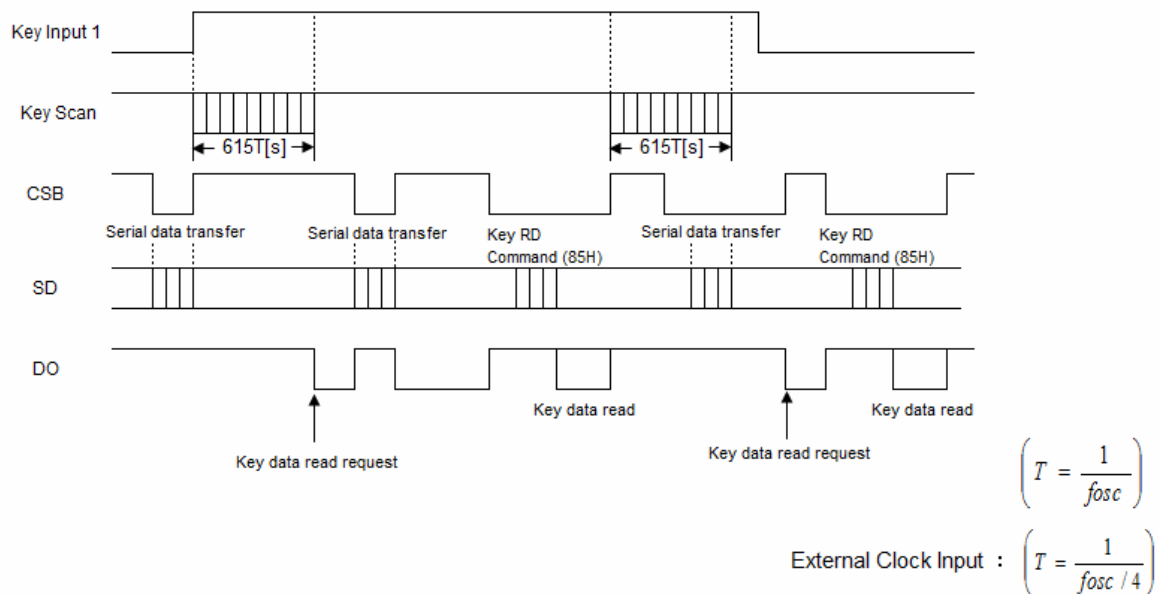 Key Input 1
Key Scan
615T[s]
615T[s]
CSB
Serial data transfer
Serial data transfer
Key RD
Command (85H)
Serial data transfer
Key RD
Command (85H)
SD
DO
Key data read
Key data read
Key data read request
Key data read request
( T = 1 / fosc )
External Clock Input : ( T = 1 / fosc / 4 )